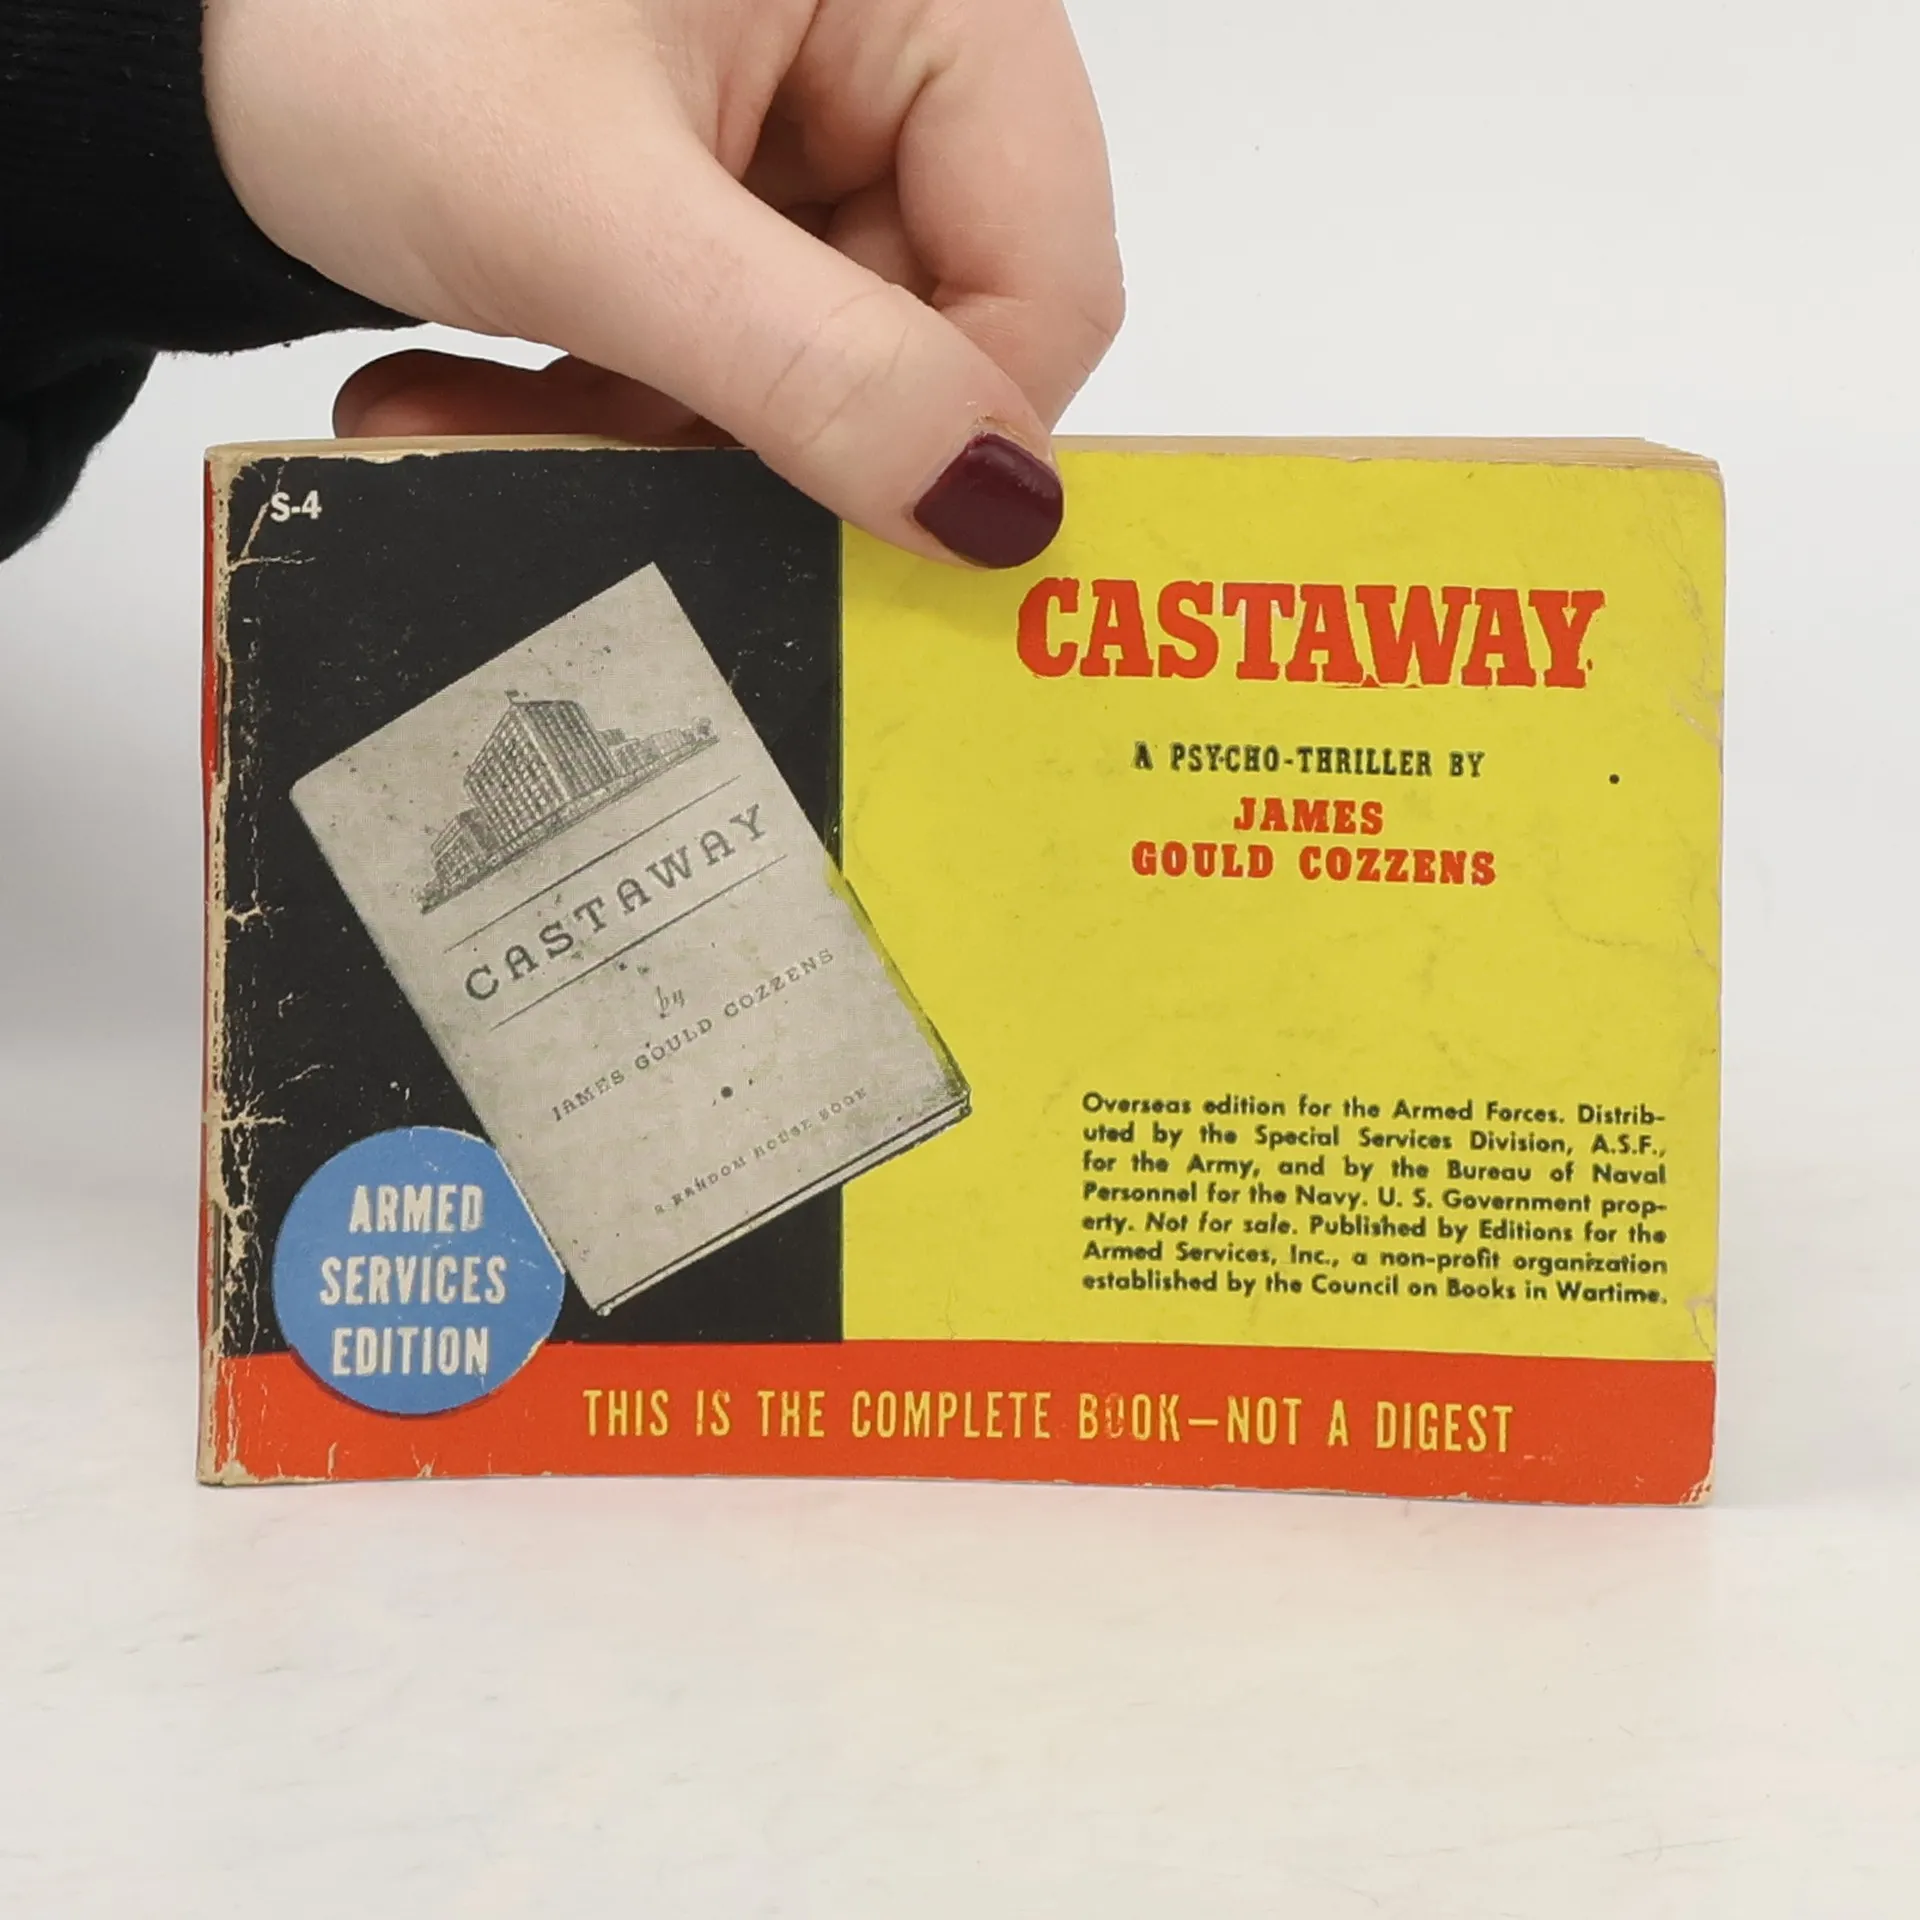 S-4
CASTAWAY
by
JAMES GOULD COZZENS
A RANDOM HOUSE BOOK
ARMED
SERVICES
EDITION
CASTAWAY
A PSYCHO-THRILLER BY
JAMES
GOULD COZZENS
Overseas edition for the Armed Forces. Distrib-
uted by the Special Services Division, A.S.F.,
for the Army, and by the Bureau of Naval
Personnel for the Navy. U. S. Government prop-
erty. Not for sale. Published by Editions for the
Armed Services, Inc., a non-profit organization
established by the Council on Books in Wartime.
THIS IS THE COMPLETE BOOK—NOT A DIGEST